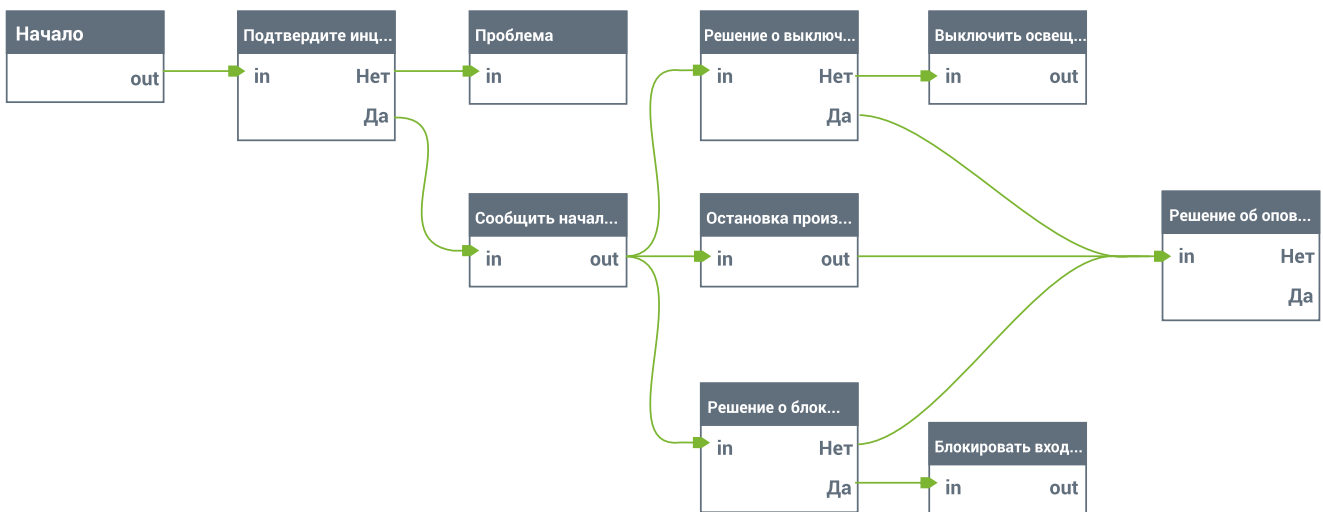 Начало
out
Подтвердите инц...
in Нет
Да
Проблема
in
Решение о выключ...
in Нет
Да
Выключить освещ...
in out
Сообщить начал...
in out
Остановка произ...
in out
Решение об опов...
in Нет
Да
Решение о блок...
in Нет
Да
Блокировать вход...
in out